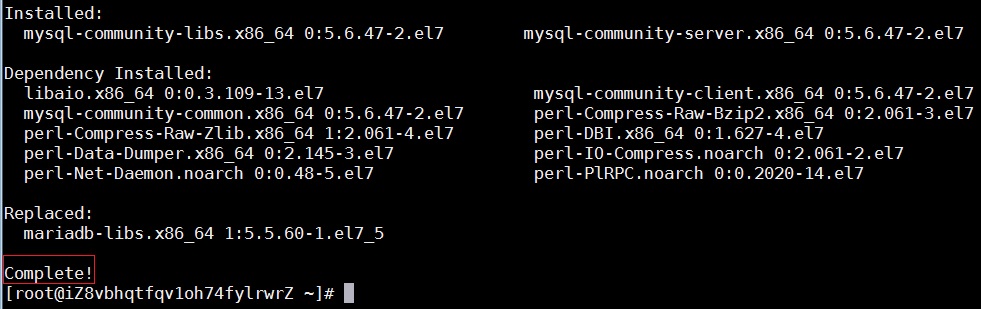 Installed:
mysql-community-libs.x86_64 0:5.6.47-2.el7 mysql-community-server.x86_64 0:5.6.47-2.el7
Dependency Installed:
libaio.x86_64 0:0.3.109-13.el7 mysql-community-client.x86_64 0:5.6.47-2.el7
mysql-community-common.x86_64 0:5.6.47-2.el7 perl-Compress-Raw-Bzip2.x86_64 0:2.061-3.el7
perl-Compress-Raw-Zlib.x86_64 1:2.061-4.el7 perl-DBI.x86_64 0:1.627-4.el7
perl-Data-Dumper.x86_64 0:2.145-3.el7 perl-IO-Compress.noarch 0:2.061-2.el7
perl-Net-Daemon.noarch 0:0.48-5.el7 perl-PlRPC.noarch 0:0.2020-14.el7
Replaced:
mariadb-libs.x86_64 1:5.5.60-1.el7_5
Complete!
[root@iZ8vbhqtfqv1oh74fylrwrZ ~]#